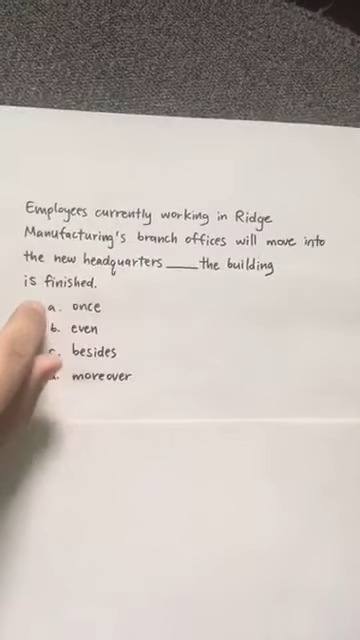 Employees currently working in Ridge
Manufacturing's branch offices will move into
the new headquarters ____ the building
is finished.
a. once
b. even
c. besides
moreover